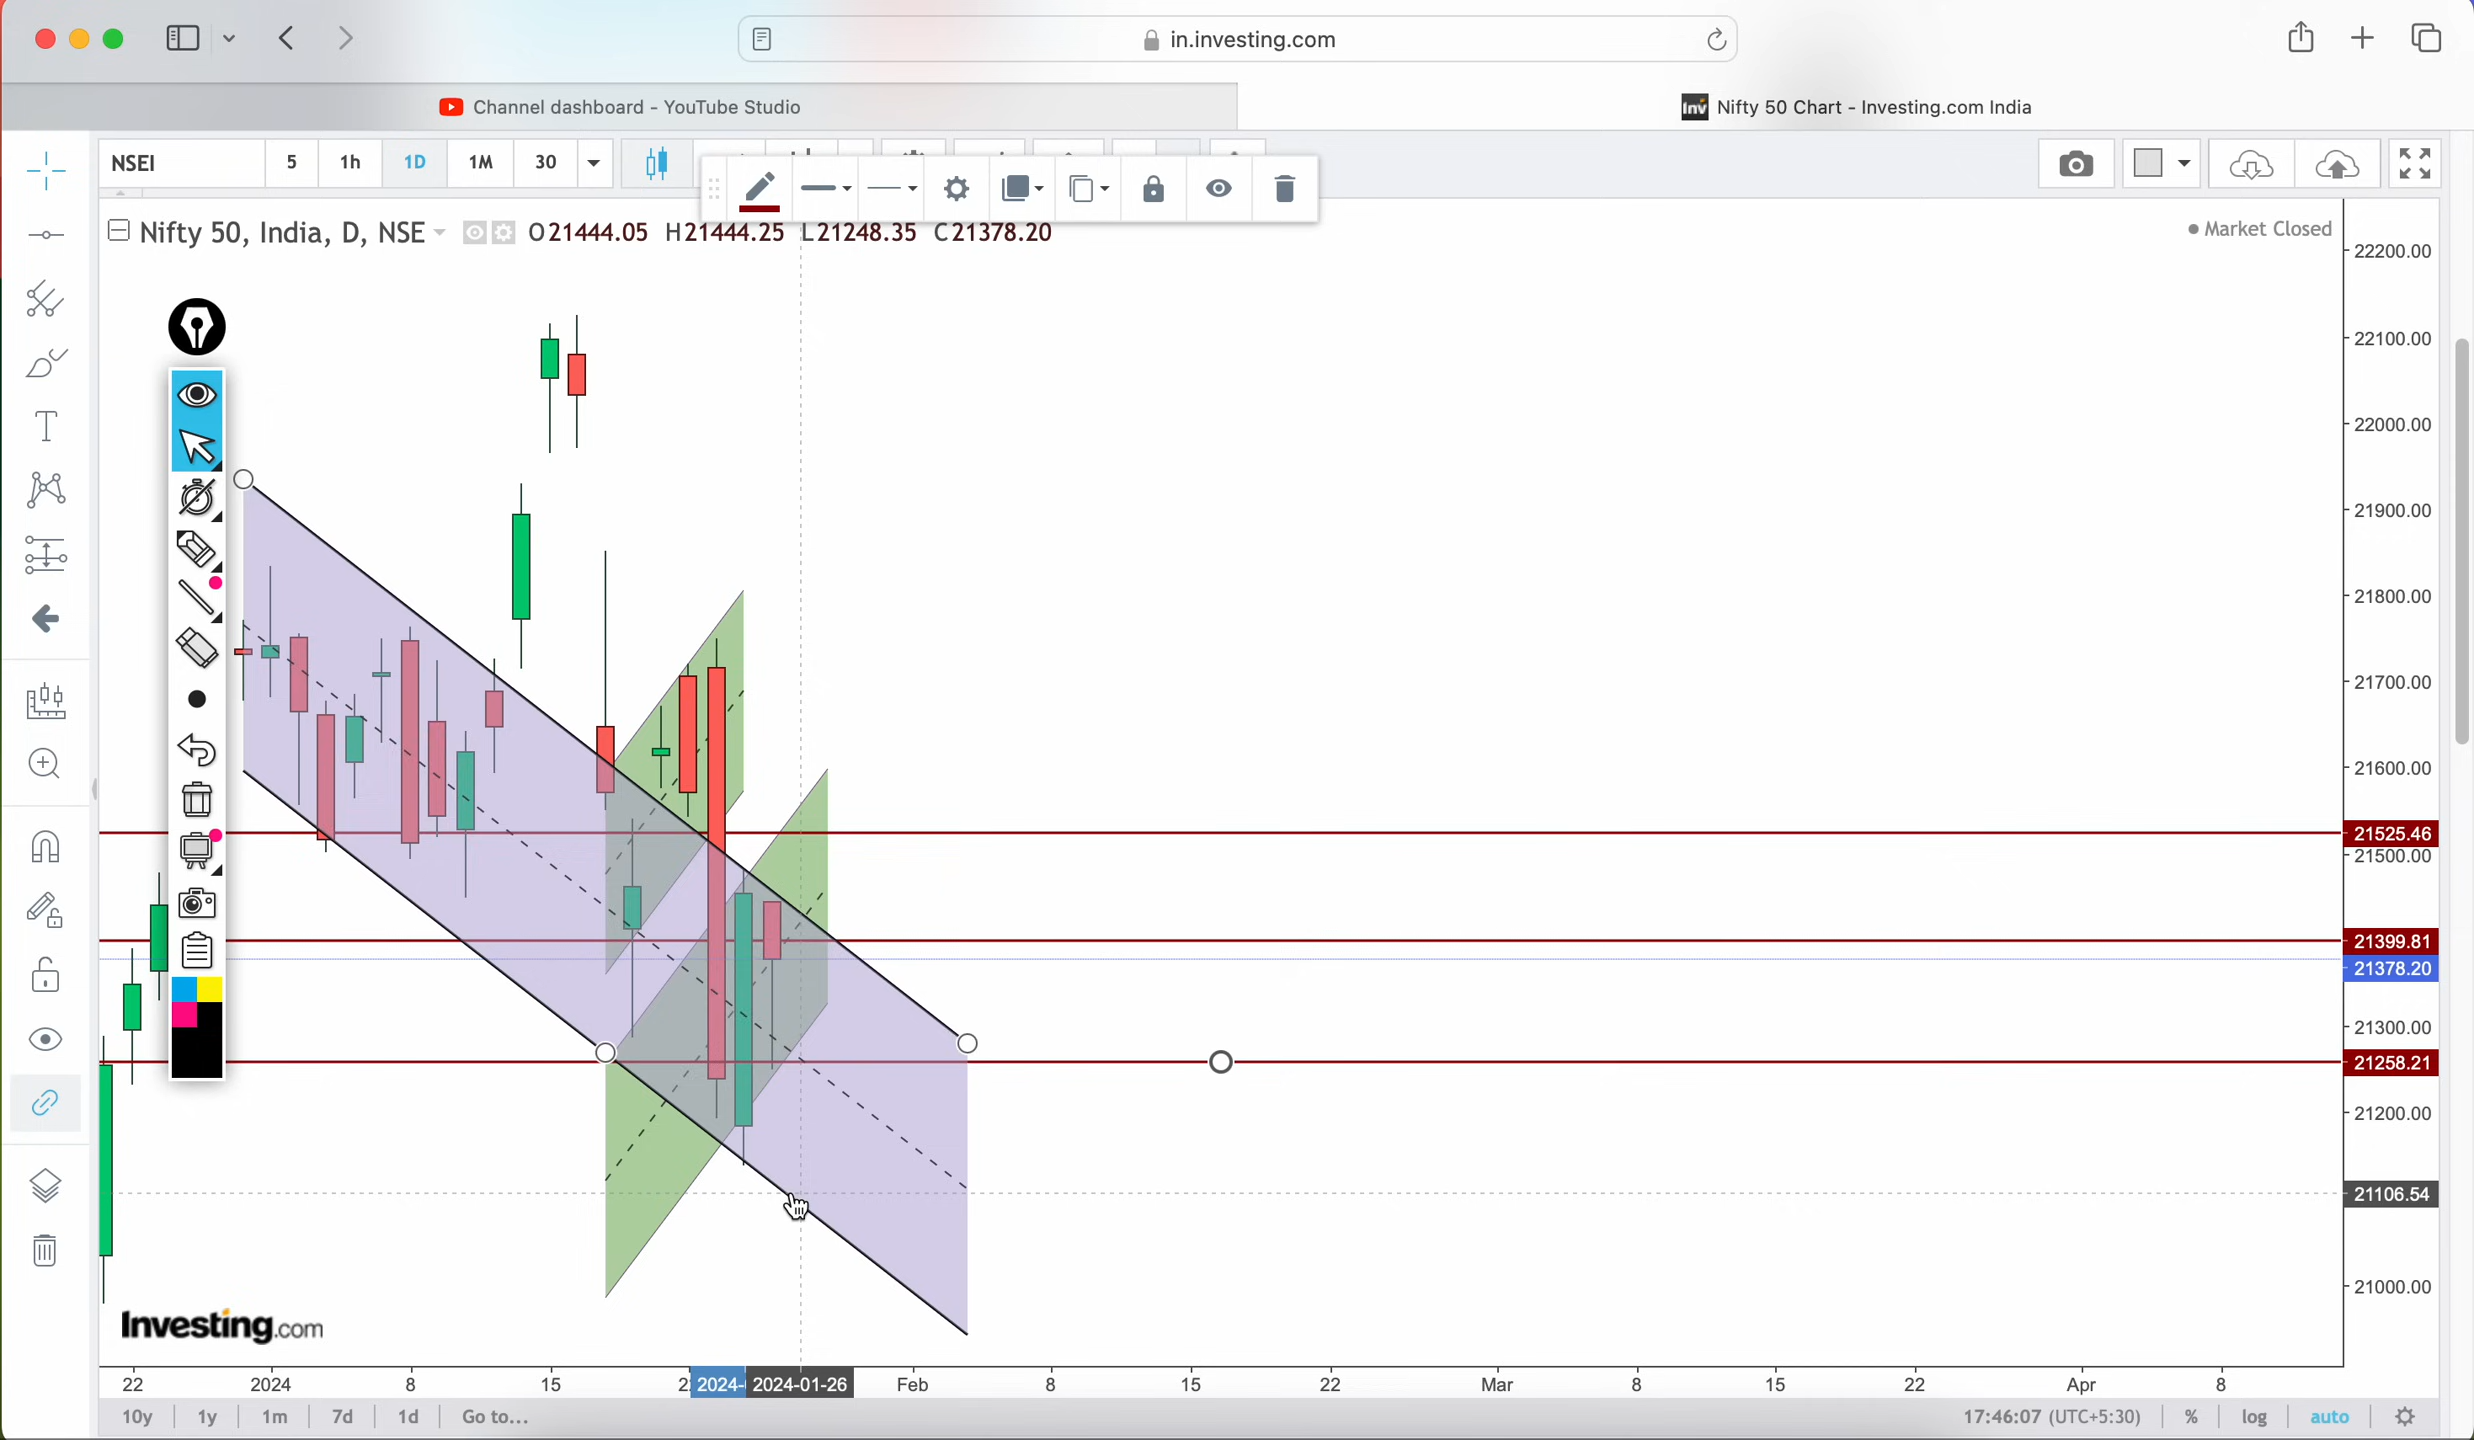 in.investing.com
Channel dashboard - YouTube Studio
Inv Nifty 50 Chart - Investing.com India
NSEI 5 1h 1D 1M 30
Nifty 50, India, D, NSE O21444.05 H21444.25 L21248.35 C21378.20
Market Closed
22200.00
22100.00
22000.00
21900.00
21800.00
21700.00
21600.00
21525.46
21500.00
21399.81
21378.20
21300.00
21258.21
21200.00
21106.54
21000.00
Investing.com
22 2024 8 15 2024- 2024-01-26 Feb 8 15 22 Mar 8 15 22 Apr 8
10y 1y 1m 7d 1d Go to... 17:46:07 (UTC+5:30) % log auto